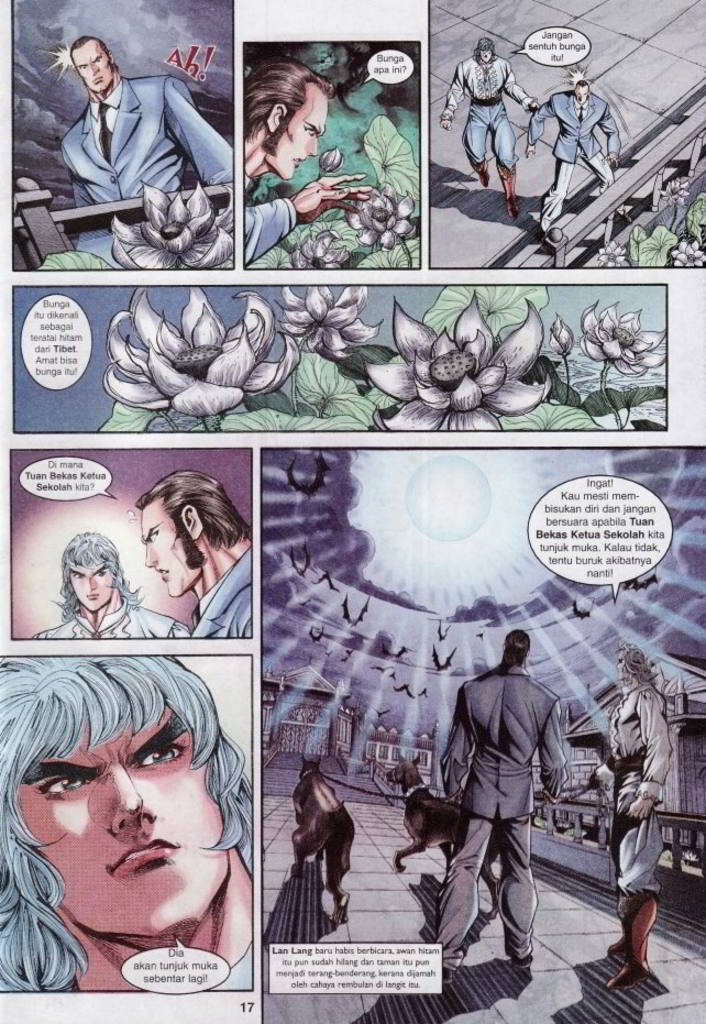 Ah!
Bunga
apa ini?
Jangan
sentuh bunga
itu!
Bunga
itu dikenali
sebagai
teratai hitam
dari Tibet.
Amat bisa
bunga itu!
Di mana
Tuan Bekas Ketua
Sekolah kita?
Ingat!
Kau mesti mem-
bisukan diri dan jangan
bersuara apabila Tuan
Bekas Ketua Sekolah kita
tunjuk muka. Kalau tidak,
tentu buruk akibatnya
nanti!
Dia
akan tunjuk muka
sebentar lagi!
Lan Lang baru habis berbicara, awan hitam
itu pun sudah hilang dan taman itu pun
menjadi terang-benderang, kerana dijamah
oleh cahaya rembulan di langit itu.
17